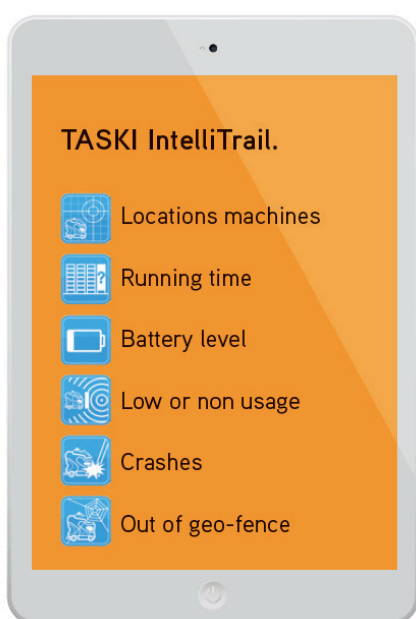 TASKI IntelliTrail.
Locations machines
Running time
?
Battery level
Low or non usage
Crashes
Out of geo-fence